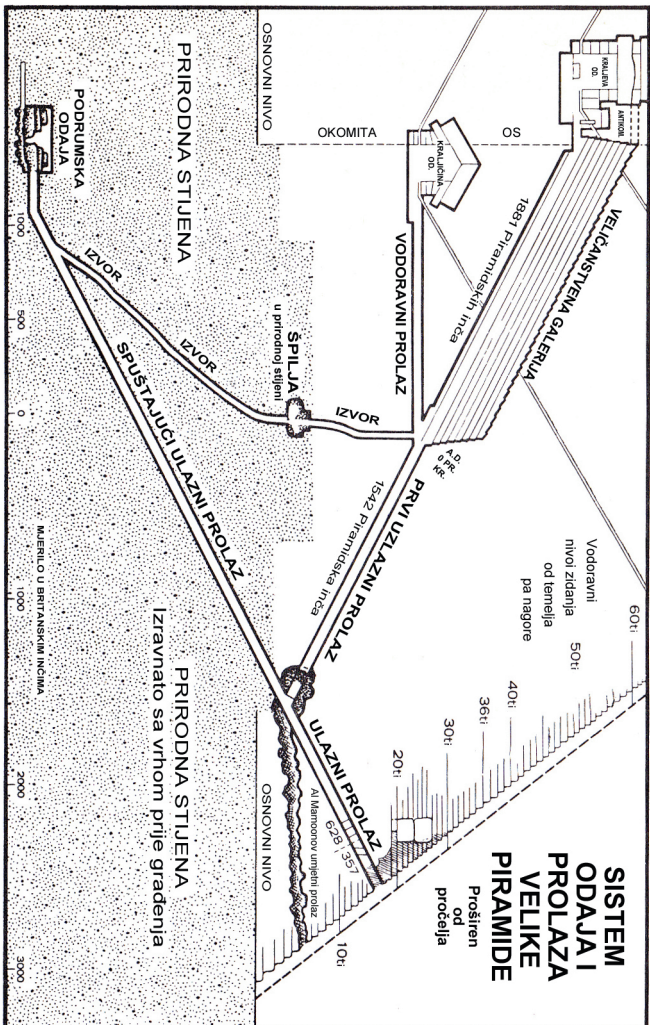 SISTEM
ODAJA I
PROLAZA
VELIKE
PIRAMIDE
Proširen
od
pročelja
KRALJEVA
OD.
ANTIKOM.
VELIČANSTVENA GALERIJA
1881 Piramidskih inča
OKOMITA OS
KRALJIČINA
OD.
VODORAVNI PROLAZ
A.D.
0 PR.
KR.
PRVI UZLAZNI PROLAZ
1542 Piramidska inča
Vodoravni
nivoi zidanja
od temelja
pa nagore
60ti
50ti
40ti
36ti
30ti
20ti
10ti
ULAZNI PROLAZ
628 357
Al Mamoonov umjetni prolaz
OSNOVNI NIVO
OSNOVNI NIVO
PRIRODNA STIJENA
ŠPILJA
u prirodnoj stijeni
IZVOR
IZVOR
IZVOR
SPUŠTAJUĆI ULAZNI PROLAZ
PODRUMSKA
ODAJA
PRIRODNA STIJENA
Izravnato sa vrhom prije građenja
MJERILO U BRITANSKIM INČIMA
1000 500 0 1000 2000 3000